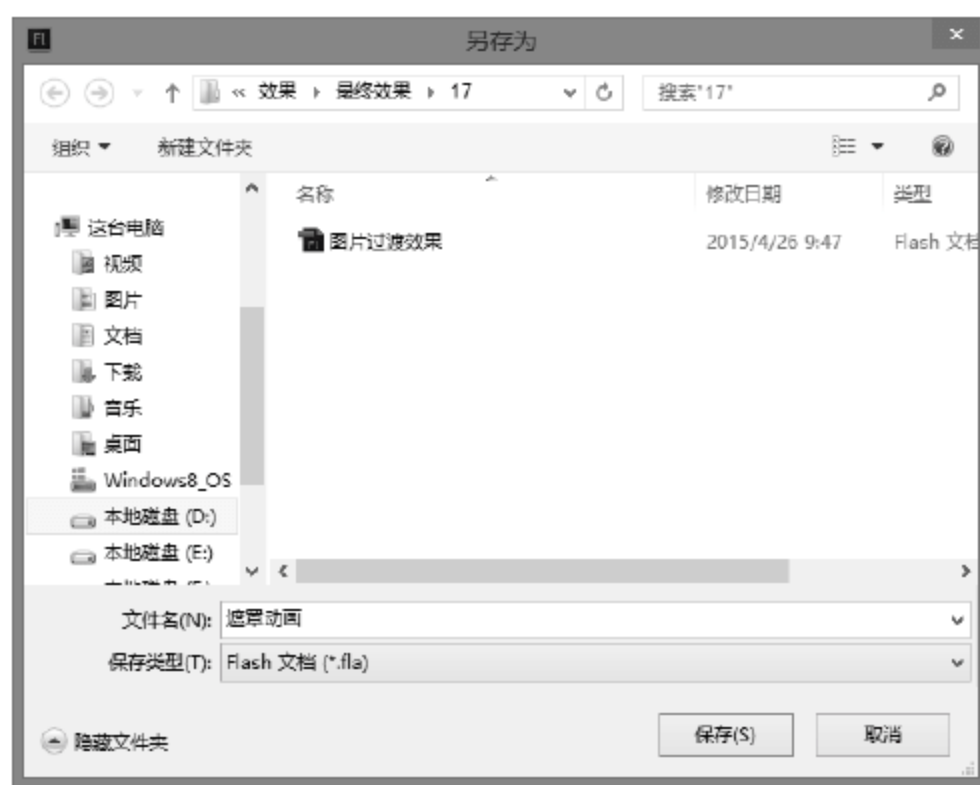 Fl 另存为
« 效果 最终效果 17 搜索"17"
组织 新建文件夹
名称 修改日期 类型
这台电脑
图片过渡效果 2015/4/26 9:47 Flash 文档
视频
图片
文档
下载
音乐
桌面
Windows8_OS
本地磁盘 (D:)
本地磁盘 (E:)
文件名(N): 遮罩动画
保存类型(T): Flash 文档 (*.fla)
隐藏文件夹 保存(S) 取消